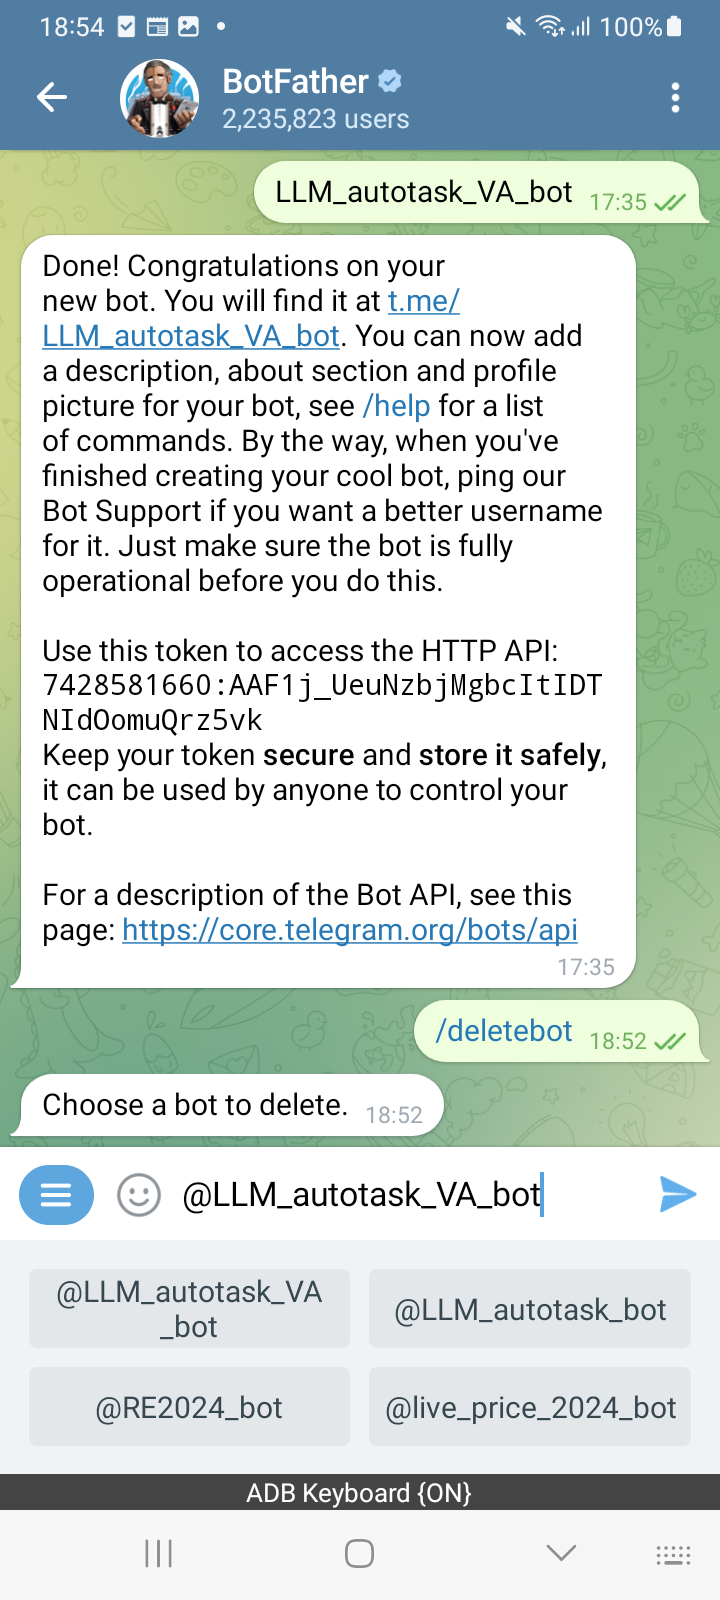 18:54 100%
BotFather
2,235,823 users
LLM_autotask_VA_bot 17:35
Done! Congratulations on your
new bot. You will find it at t.me/
LLM_autotask_VA_bot. You can now add
a description, about section and profile
picture for your bot, see /help for a list
of commands. By the way, when you've
finished creating your cool bot, ping our
Bot Support if you want a better username
for it. Just make sure the bot is fully
operational before you do this.
Use this token to access the HTTP API:
7428581660:AAF1j_UeuNzbjMgbcItIDT
NIdOomuQrz5vk
Keep your token secure and store it safely,
it can be used by anyone to control your
bot.
For a description of the Bot API, see this
page: https://core.telegram.org/bots/api
17:35
/deletebot 18:52
Choose a bot to delete. 18:52
@LLM_autotask_VA_bot
@LLM_autotask_VA
_bot
@LLM_autotask_bot
@RE2024_bot
@live_price_2024_bot
ADB Keyboard {ON}